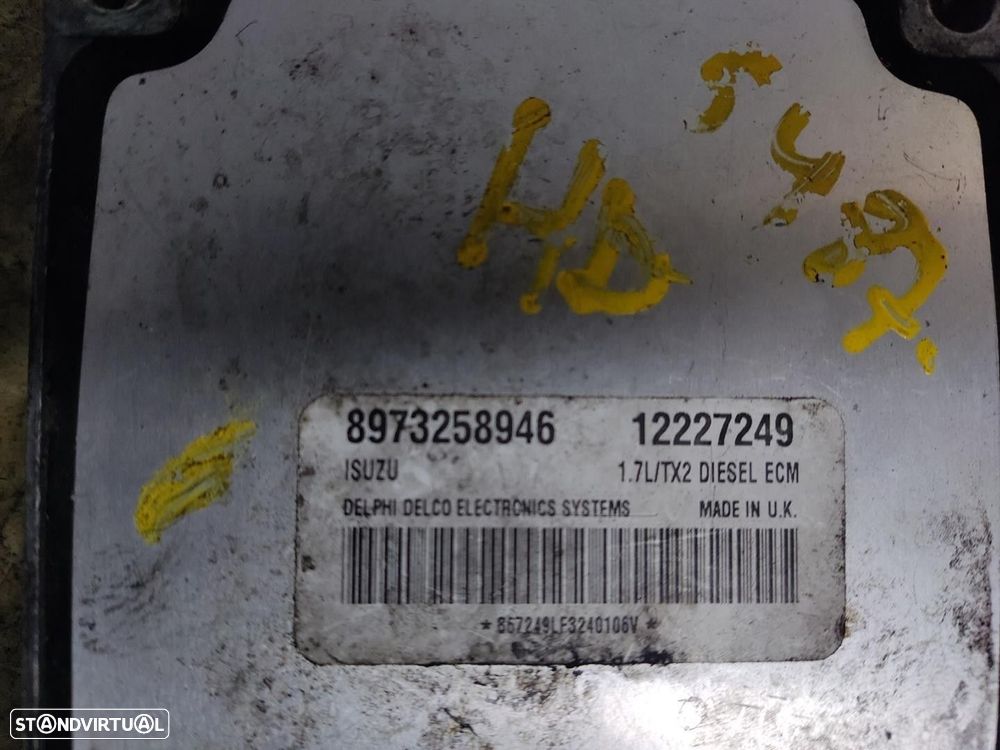 HD
8973258946 12227249
ISUZU 1.7L/TX2 DIESEL ECM
DELPHI DELCO ELECTRONICS SYSTEMS MADE IN U.K.
*867249LF3240106V*
STANDVIRTUAL